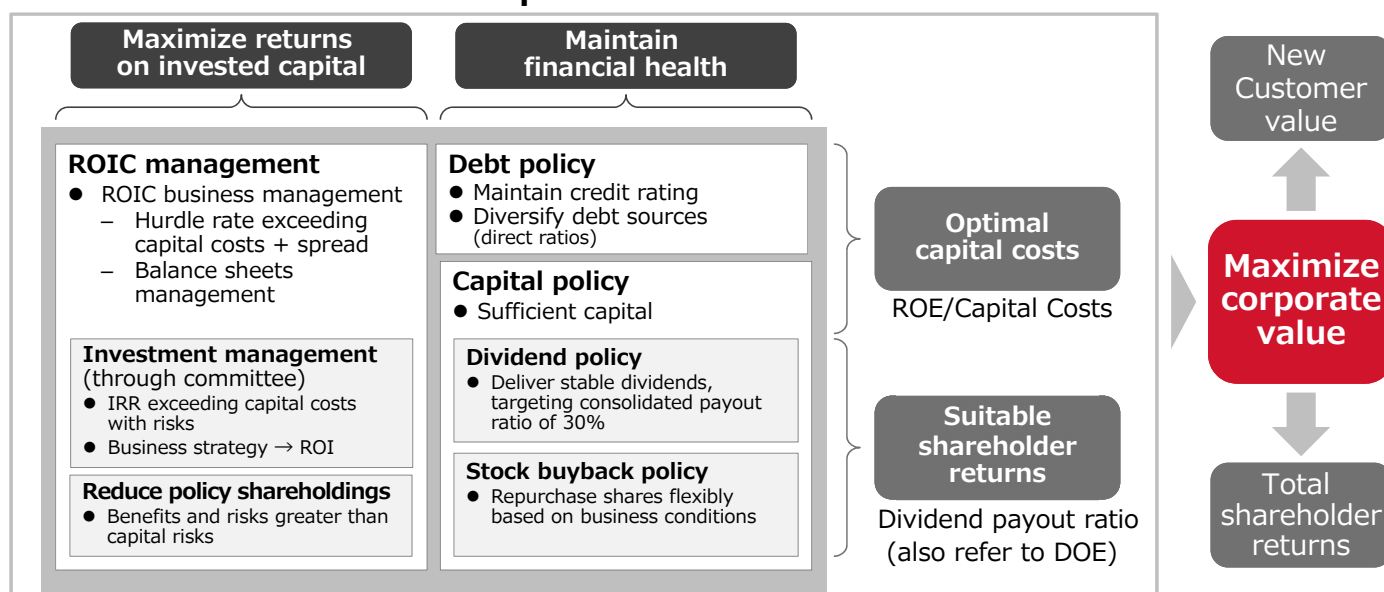 Maximize returns
on invested capital
Maintain
financial health
ROIC management
● ROIC business management
– Hurdle rate exceeding
capital costs + spread
– Balance sheets
management
Investment management
(through committee)
● IRR exceeding capital costs
with risks
● Business strategy → ROI
Reduce policy shareholdings
● Benefits and risks greater than
capital risks
Debt policy
● Maintain credit rating
● Diversify debt sources
(direct ratios)
Capital policy
● Sufficient capital
Dividend policy
● Deliver stable dividends,
targeting consolidated payout
ratio of 30%
Stock buyback policy
● Repurchase shares flexibly
based on business conditions
Optimal
capital costs
ROE/Capital Costs
Suitable
shareholder
returns
Dividend payout ratio
(also refer to DOE)
New
Customer
value
Maximize
corporate
value
Total
shareholder
returns